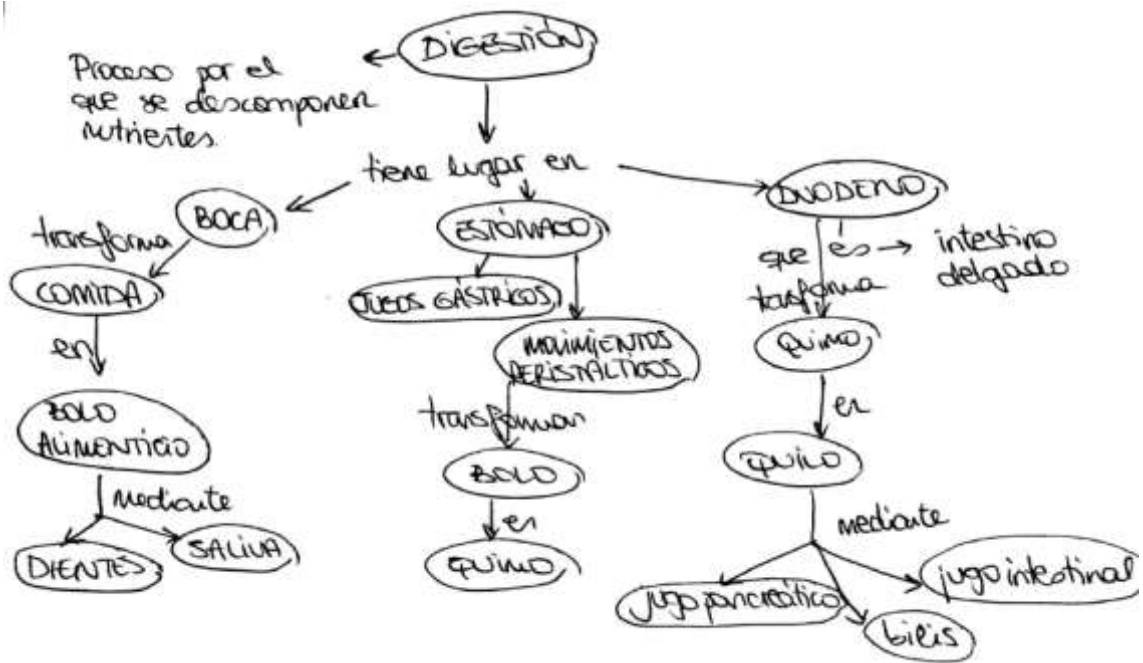 DIGESTIÓN
Proceso por el
que se descomponen
nutrientes.
tiene lugar en
BOCA
transforma
COMIDA
en
BOLO
ALIMENTICIO
mediante
DIENTES
SALIVA
ESTÓMAGO
JUGOS GÁSTRICOS
MOVIMIENTOS
PERISTÁLTICOS
transforman
BOLO
en
QUIMO
DUODENO
que es → intestino
delgado
trasforma
QUIMO
en
QUILO
mediante
jugo pancreático
bilis
jugo intestinal